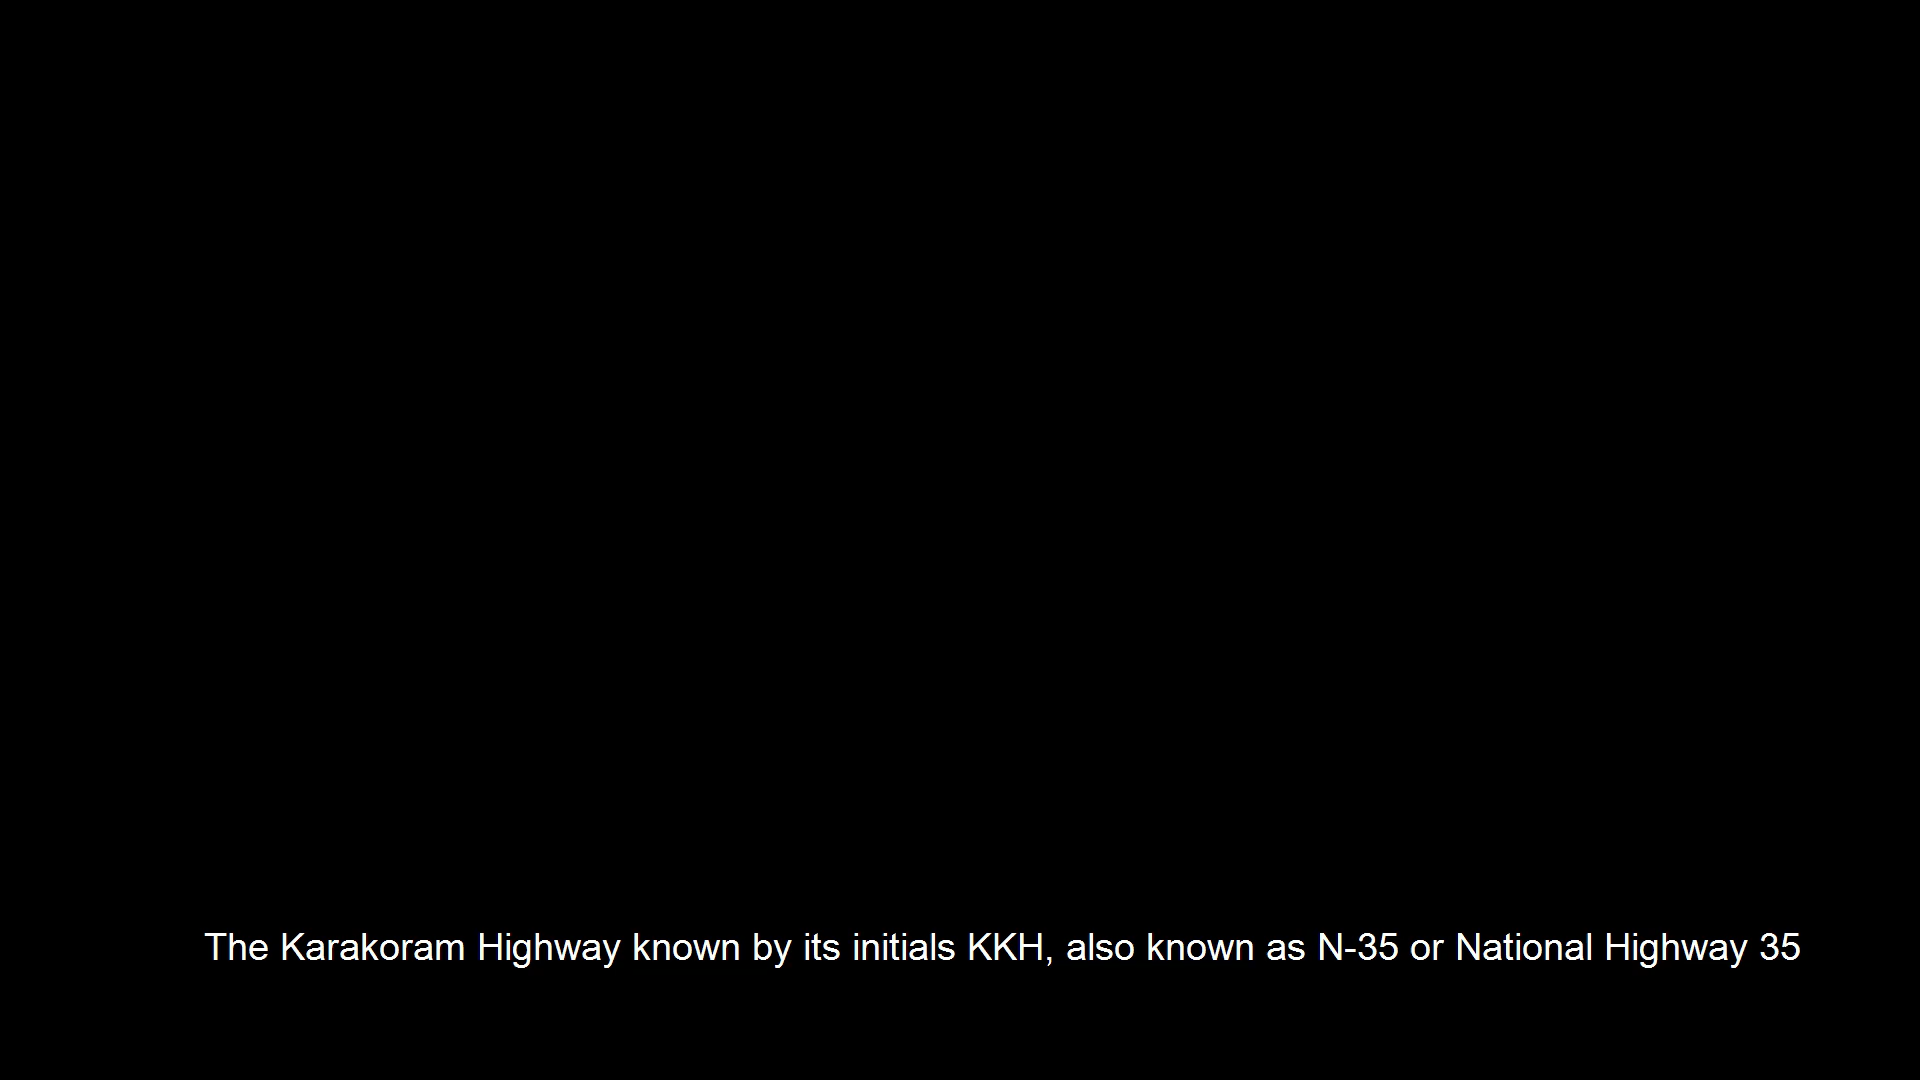 The Karakoram Highway known by its initials KKH, also known as N-35 or National Highway 35